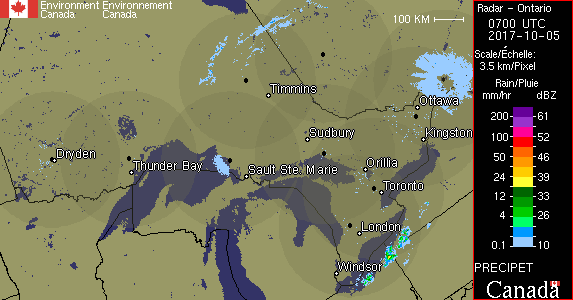 Environment Environnement
Canada Canada
100 KM
Timmins
Ottawa
Sudbury
Kingston
Dryden
Thunder Bay
Sault Ste. Marie
Orillia
Toronto
London
Windsor
Radar - Ontario
0700 UTC
2017-10-05
Scale/Échelle:
3.5 km/Pixel
Rain/Pluie
mm/hr dBZ
200 61
100 52
50 46
24 39
12 33
4 26
0.1 10
PRECIPET
Canada